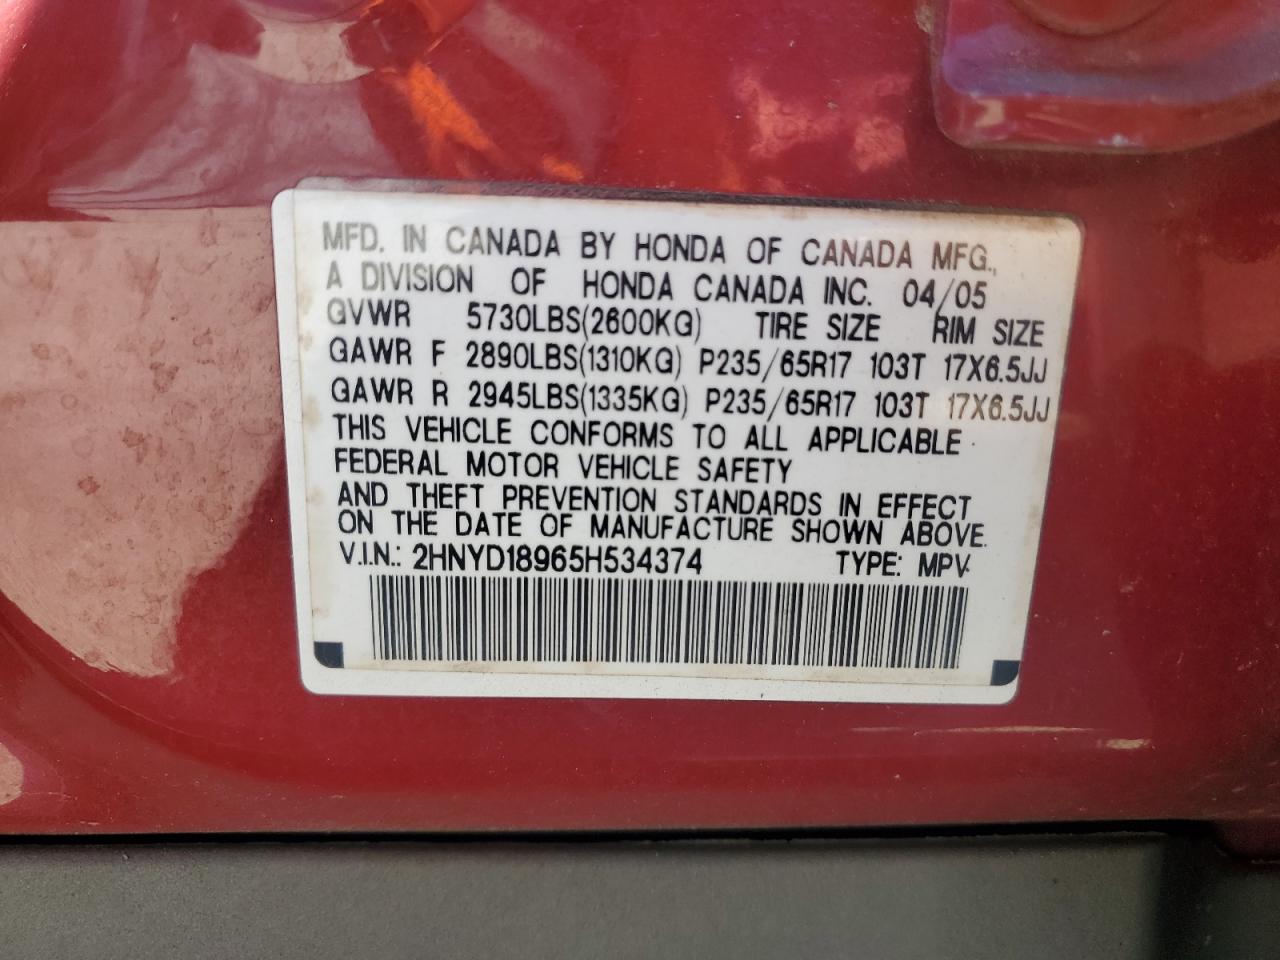 MFD. IN CANADA BY HONDA OF CANADA MFG.,
A DIVISION OF HONDA CANADA INC. 04/05
GVWR 5730LBS(2600KG) TIRE SIZE RIM SIZE
GAWR F 2890LBS(1310KG) P235/65R17 103T 17X6.5JJ
GAWR R 2945LBS(1335KG) P235/65R17 103T 17X6.5JJ
THIS VEHICLE CONFORMS TO ALL APPLICABLE
FEDERAL MOTOR VEHICLE SAFETY
AND THEFT PREVENTION STANDARDS IN EFFECT
ON THE DATE OF MANUFACTURE SHOWN ABOVE.
V.I.N.: 2HNYD18965H534374 TYPE: MPV